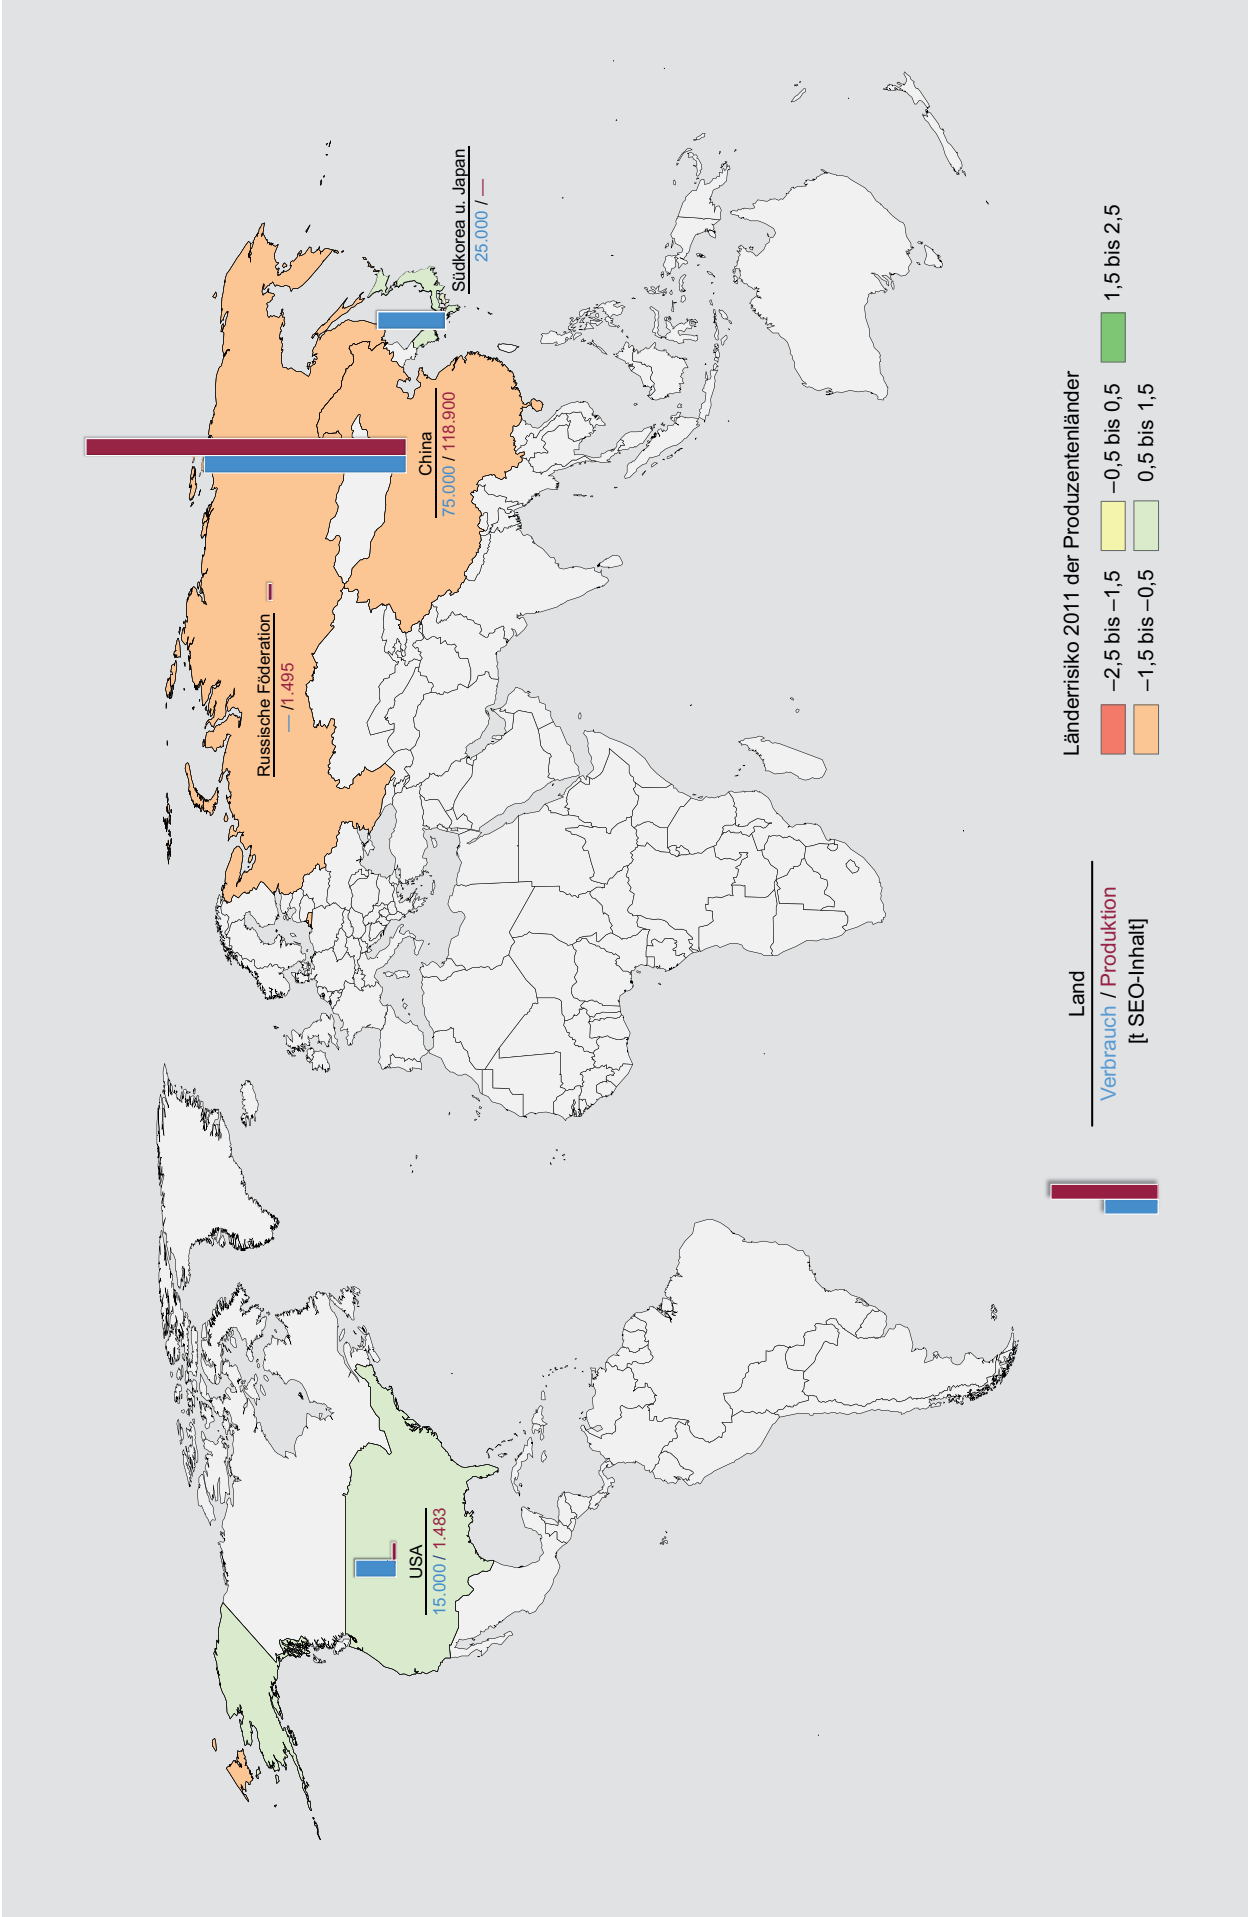 Russische Föderation
— /1.495
China
75.000 / 118.900
Südkorea u. Japan
25.000 / —
USA
15.000 / 1.483
Land
Verbrauch / Produktion
[t SEO-Inhalt]
Länderrisiko 2011 der Produzentenländer
−2,5 bis −1,5
−0,5 bis 0,5
1,5 bis 2,5
−1,5 bis −0,5
0,5 bis 1,5